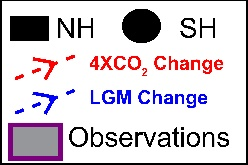 NH SH
4XCO₂ Change
LGM Change
Observations